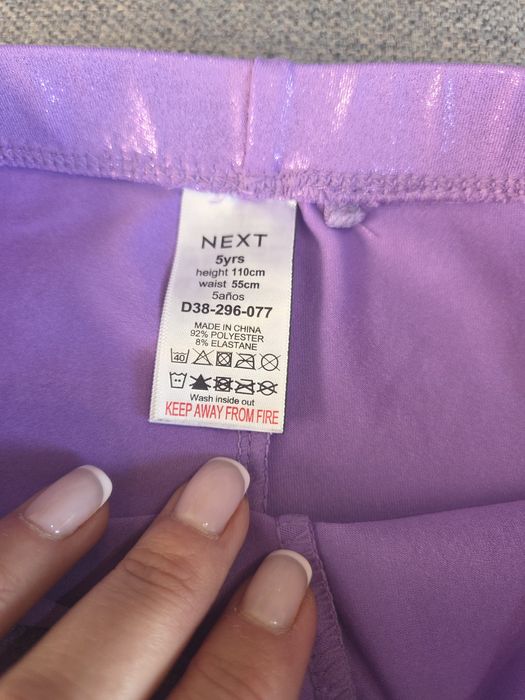 NEXT
5yrs
height 110cm
waist 55cm
5años
D38-296-077
MADE IN CHINA
92% POLYESTER
8% ELASTANE
40
Wash inside out
KEEP AWAY FROM FIRE